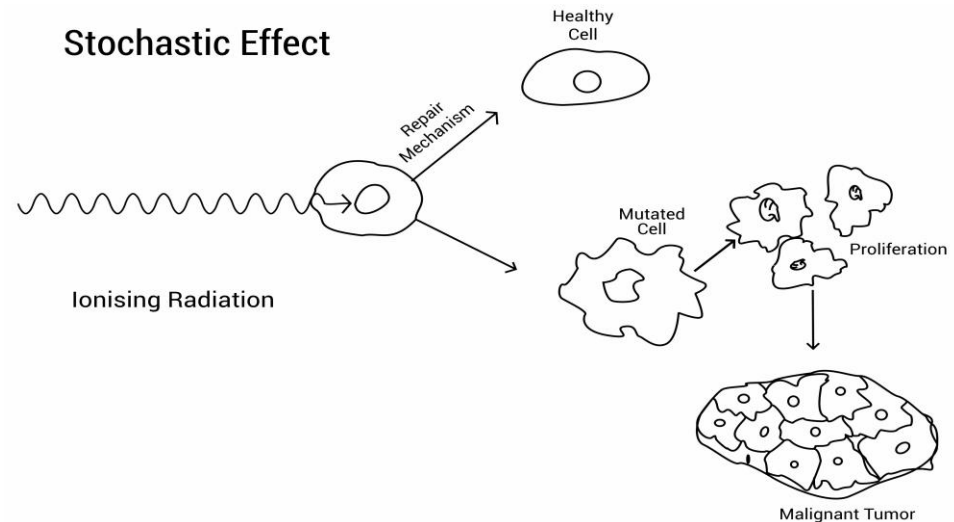 Stochastic Effect
Healthy
Cell
Repair
Mechanism
Ionising Radiation
Mutated
Cell
Proliferation
Malignant Tumor